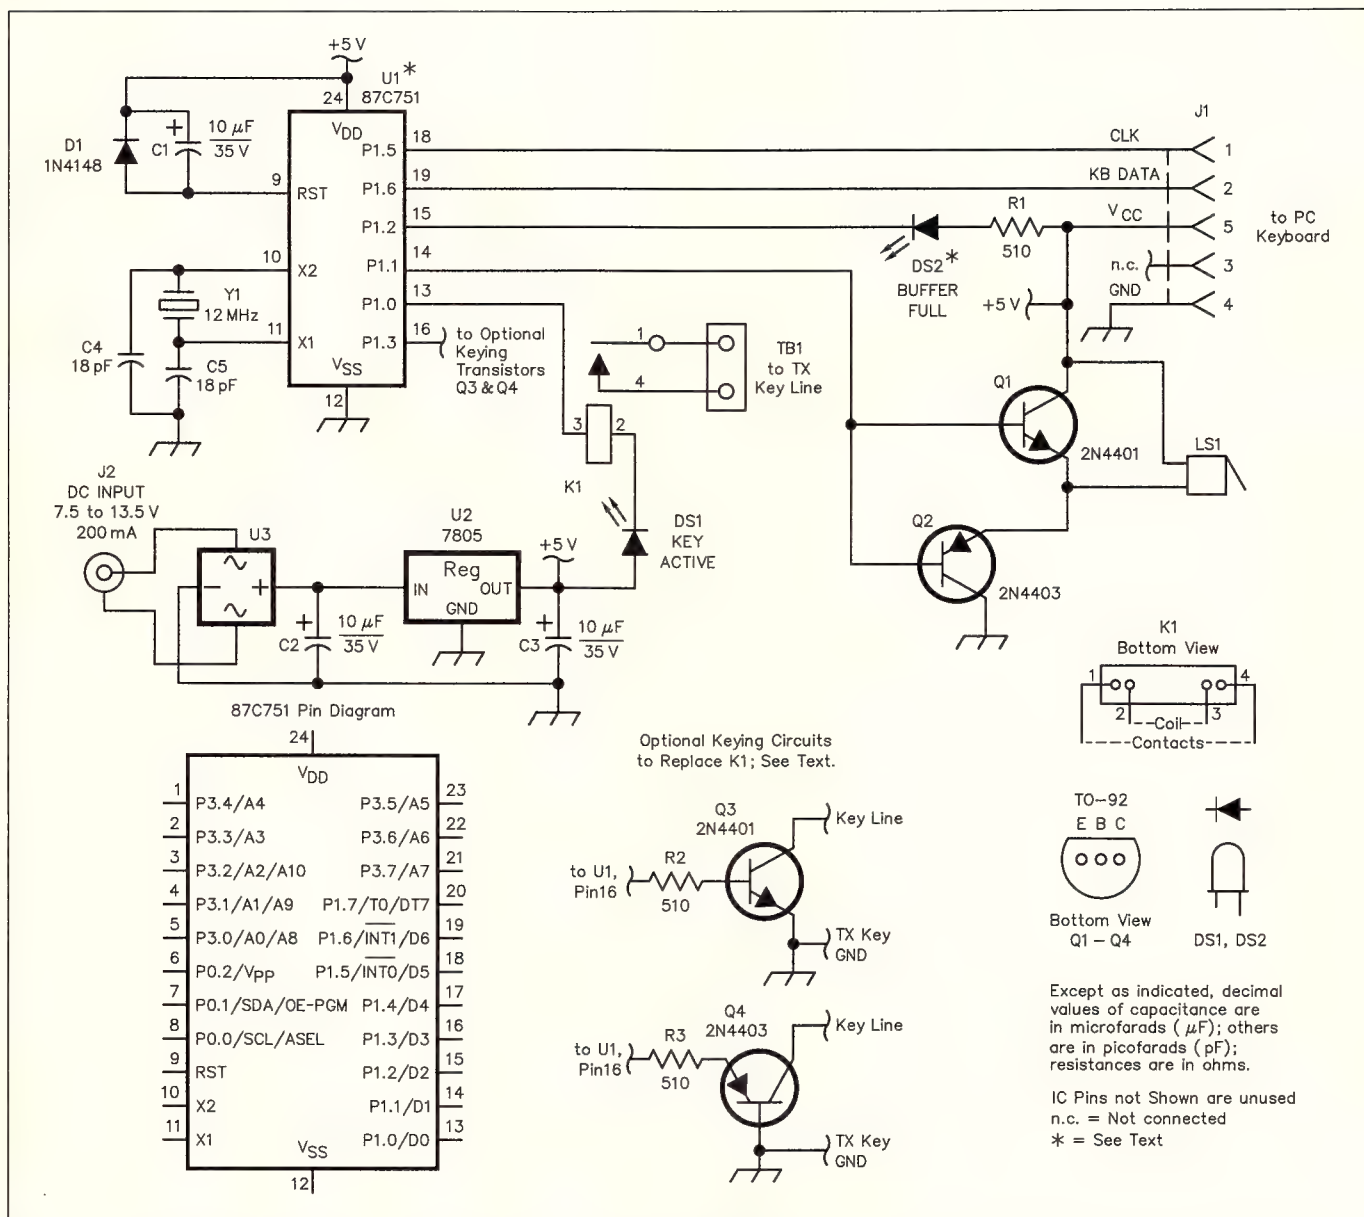 +5 V
U1*
87C751
24
D1
1N4148
C1
+
10 µF
35 V
9
RST
VDD
VSS
12
P1.5
18
CLK
J1
1
P1.6
19
KB DATA
2
P1.2
15
DS2*
BUFFER
FULL
R1
510
VCC
5
to PC
Keyboard
n.c.
3
GND
4
+5 V
P1.1
14
P1.0
13
P1.3
16
to Optional
Keying
Transistors
Q3 & Q4
10
X2
Y1
12 MHz
11
X1
C4
18 pF
C5
18 pF
1
4
TB1
to TX
Key Line
3
2
K1
Q1
2N4401
LS1
Q2
2N4403
J2
DC INPUT
7.5 to 13.5 V
200 mA
U3
–
+
U2
7805
Reg
IN
OUT
GND
+5 V
DS1
KEY
ACTIVE
+
C2
10 µF
35 V
+
C3
10 µF
35 V
K1
Bottom View
1
4
2
3
Coil
Contacts
87C751 Pin Diagram
24
VDD
1 P3.4/A4
P3.5/A5 23
2 P3.3/A3
P3.6/A6 22
3 P3.2/A2/A10
P3.7/A7 21
4 P3.1/A1/A9
P1.7/T0/DT7 20
5 P3.0/A0/A8
P1.6/INT1/D6 19
6 P0.2/VPP
P1.5/INT0/D5 18
7 P0.1/SDA/OE-PGM
P1.4/D4 17
8 P0.0/SCL/ASEL
P1.3/D3 16
9 RST
P1.2/D2 15
10 X2
P1.1/D1 14
11 X1
P1.0/D0 13
VSS
12
Optional Keying Circuits
to Replace K1; See Text.
Q3
2N4401
Key Line
to U1,
Pin16
R2
510
TX Key
GND
Q4
2N4403
Key Line
to U1,
Pin16
R3
510
TX Key
GND
TO-92
E B C
Bottom View
Q1 – Q4
DS1, DS2
Except as indicated, decimal
values of capacitance are
in microfarads ( µF); others
are in picofarads ( pF);
resistances are in ohms.
IC Pins not Shown are unused
n.c. = Not connected
* = See Text